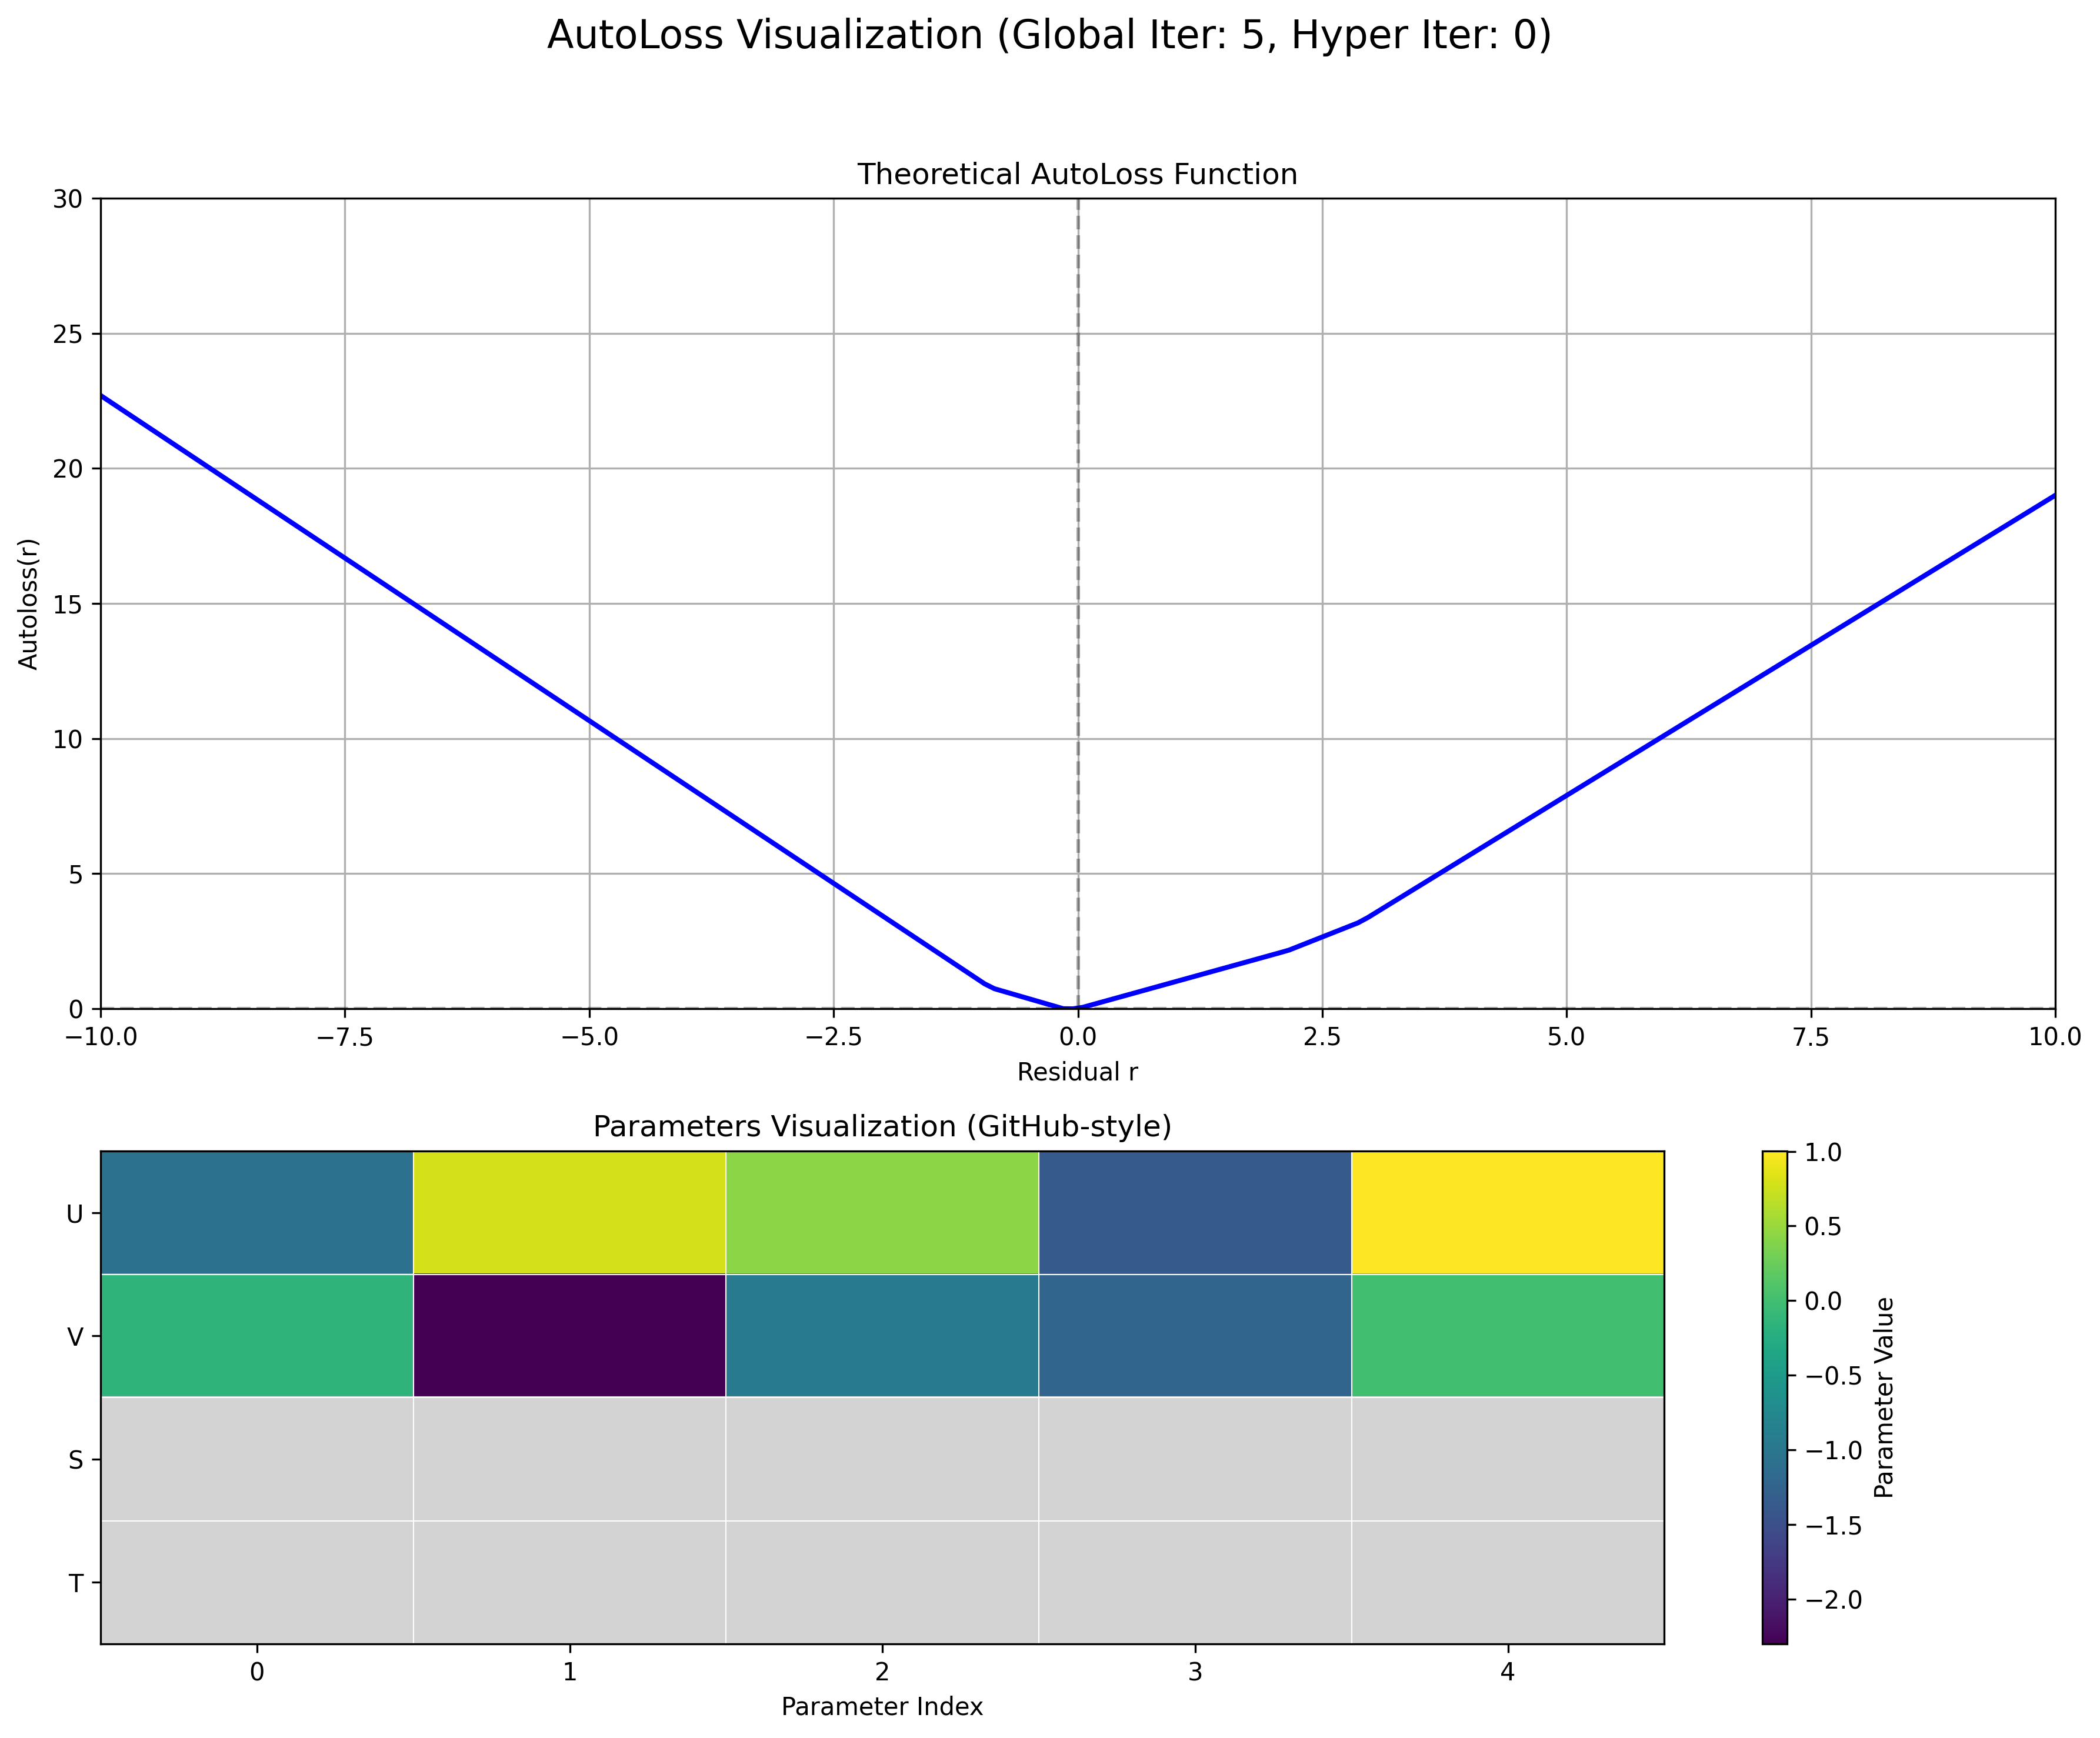 AutoLoss Visualization (Global Iter: 5, Hyper Iter: 0)
Theoretical AutoLoss Function
30
25
20
15
10
5
0
Autoloss(r)
−10.0 −7.5 −5.0 −2.5 0.0 2.5 5.0 7.5 10.0
Residual r
Parameters Visualization (GitHub-style)
U
V
S
T
0 1 2 3 4
Parameter Index
1.0
0.5
0.0
−0.5
−1.0
−1.5
−2.0
Parameter Value